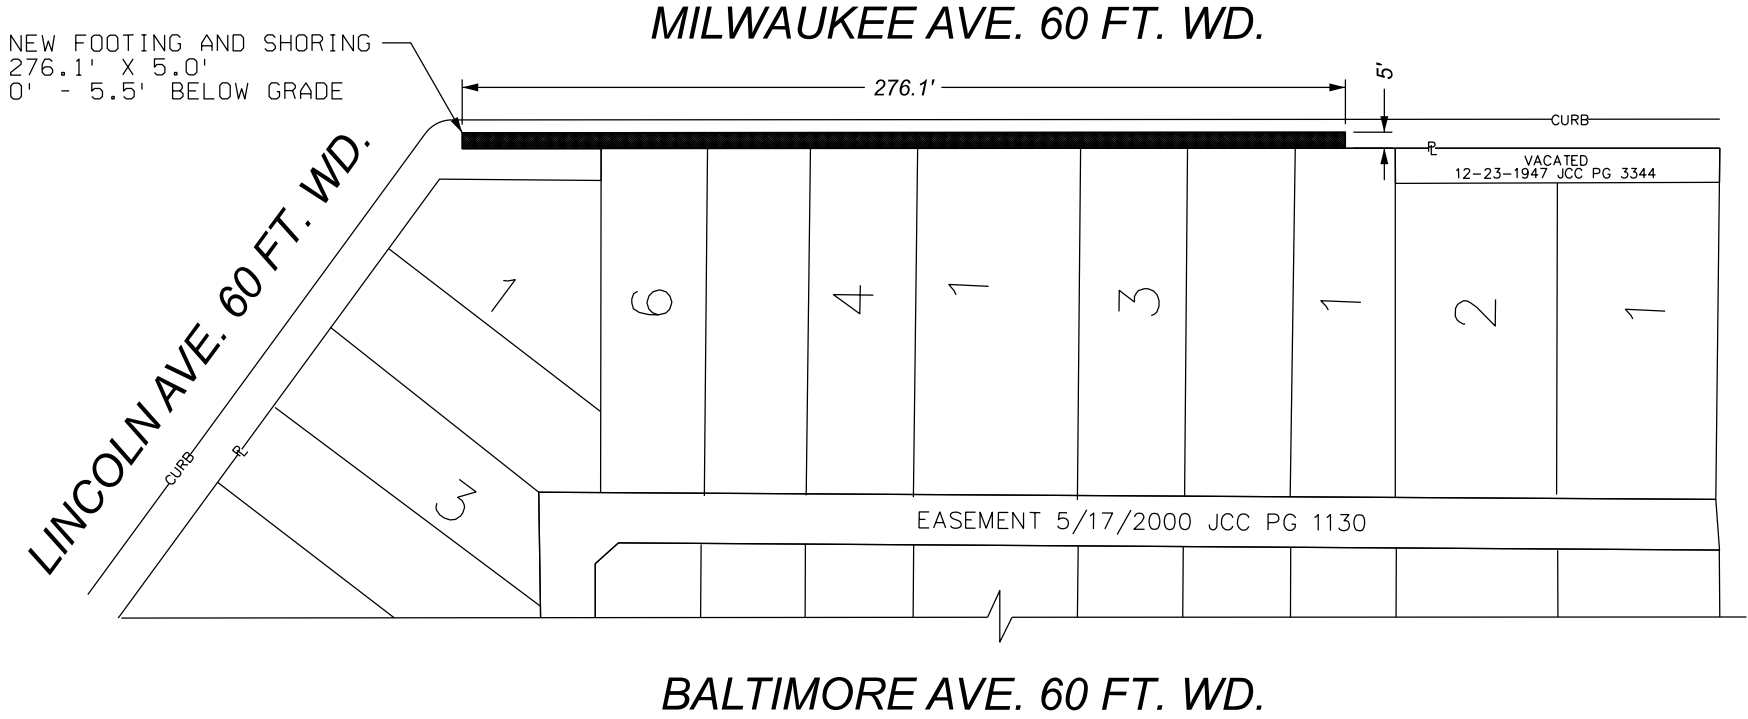 MILWAUKEE AVE. 60 FT. WD.
NEW FOOTING AND SHORING
276.1' X 5.0'
0' - 5.5' BELOW GRADE
276.1'
5'
CURB
PL
VACATED
12-23-1947 JCC PG 3344
LINCOLN AVE. 60 FT. WD.
CURB
PL
1
6
4
1
3
1
2
1
3
EASEMENT 5/17/2000 JCC PG 1130
BALTIMORE AVE. 60 FT. WD.